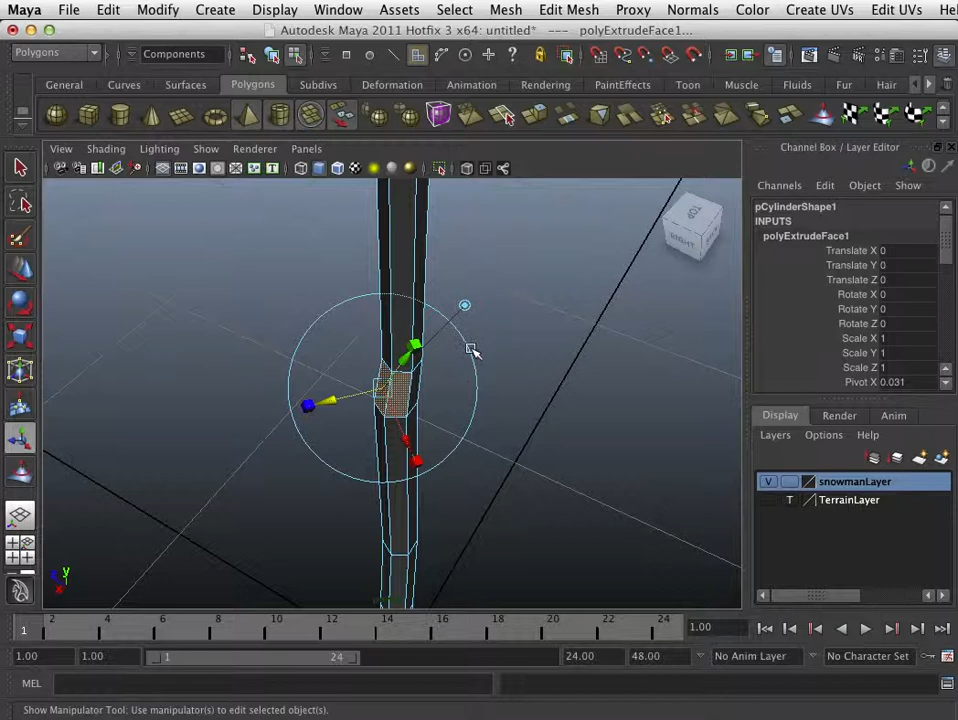 Maya File Edit Modify Create Display Window Assets Select Mesh Edit Mesh Proxy Normals Color Create UVs Edit UVs He
Autodesk Maya 2011 Hotfix 3 x64: untitled* --- polyExtrudeFace1...
Polygons Components
General Curves Surfaces Polygons Subdivs Deformation Animation Dynamics Rendering PaintEffects Toon Muscle Fluids Fur Hair
View Shading Lighting Show Renderer Panels
Channel Box / Layer Editor
Channels Edit Object Show
pCylinderShape1
INPUTS
polyExtrudeFace1
Translate X 0
Translate Y 0
Translate Z 0
Rotate X 0
Rotate Y 0
Rotate Z 0
Scale X 1
Scale Y 1
Scale Z 1
Pivot X 0.031
TOP
RIGHT
Display Render Anim
Layers Options Help
V snowmanLayer
T TerrainLayer
y
1 2 4 6 8 10 12 14 16 18 20 22 24 1.00
1.00 1.00 1 24 24.00 48.00 No Anim Layer No Character Set
MEL
Show Manipulator Tool: Use manipulator(s) to edit selected object(s).